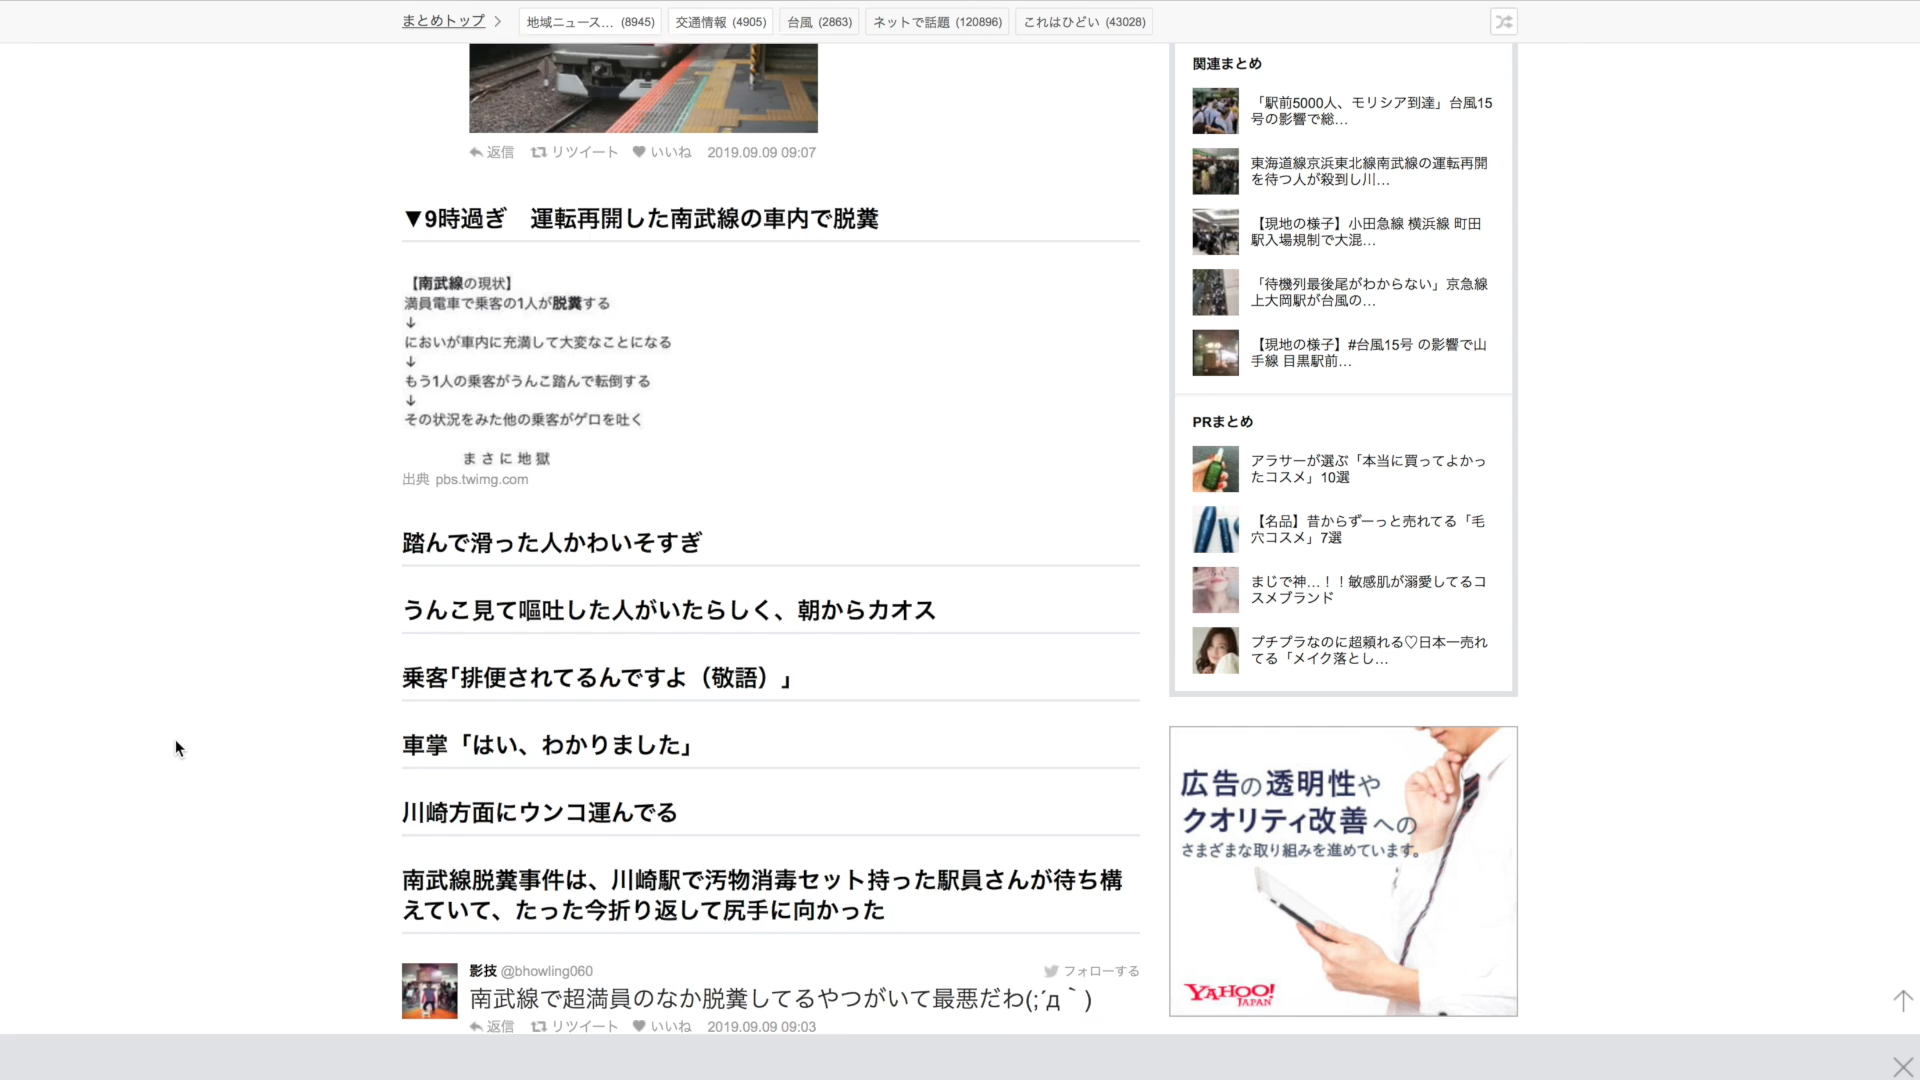 まとめトップ
地域ニュース… (8945)
交通情報 (4905)
台風 (2863)
ネットで話題 (120896)
これはひどい (43028)
返信 リツイート いいね 2019.09.09 09:07
▼9時過ぎ　運転再開した南武線の車内で脱糞
【南武線の現状】
満員電車で乗客の1人が脱糞する
↓
においが車内に充満して大変なことになる
↓
もう1人の乗客がうんこ踏んで転倒する
↓
その状況をみた他の乗客がゲロを吐く
まさに地獄
出典 pbs.twimg.com
踏んで滑った人かわいそすぎ
うんこ見て嘔吐した人がいたらしく、朝からカオス
乗客｢排便されてるんですよ（敬語）」
車掌「はい、わかりました」
川崎方面にウンコ運んでる
南武線脱糞事件は、川崎駅で汚物消毒セット持った駅員さんが待ち構
えていて、たった今折り返して尻手に向かった
影技 @bhowling060
フォローする
南武線で超満員のなか脱糞してるやつがいて最悪だわ(;´д｀)
返信 リツイート いいね 2019.09.09 09:03
関連まとめ
「駅前5000人、モリシア到達」台風15
号の影響で総…
東海道線京浜東北線南武線の運転再開
を待つ人が殺到し川…
【現地の様子】小田急線 横浜線 町田
駅入場規制で大混…
「待機列最後尾がわからない」京急線
上大岡駅が台風の…
【現地の様子】#台風15号 の影響で山
手線 目黒駅前…
PRまとめ
アラサーが選ぶ「本当に買ってよかっ
たコスメ」10選
【名品】昔からずーっと売れてる「毛
穴コスメ」7選
まじで神…！！敏感肌が溺愛してるコ
スメブランド
プチプラなのに超頼れる♡日本一売れ
てる「メイク落とし…
広告の透明性や
クオリティ改善への
さまざまな取り組みを進めています。
YAHOO!
JAPAN